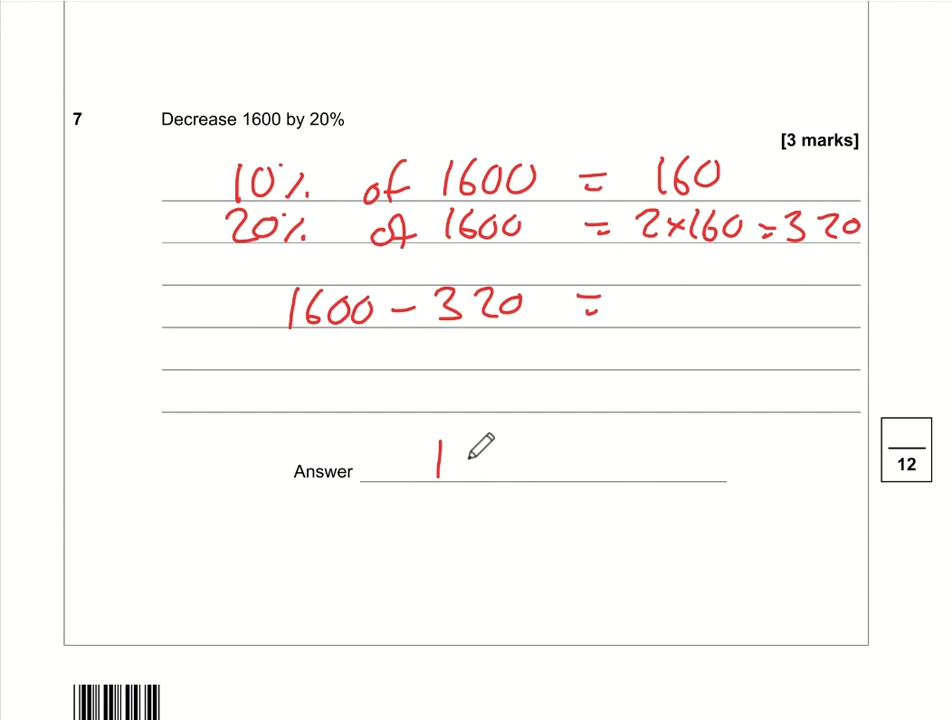 7 Decrease 1600 by 20%
[3 marks]
10% of 1600 = 160
20% of 1600 = 2×160 = 320
1600 - 320 =
Answer 1
12